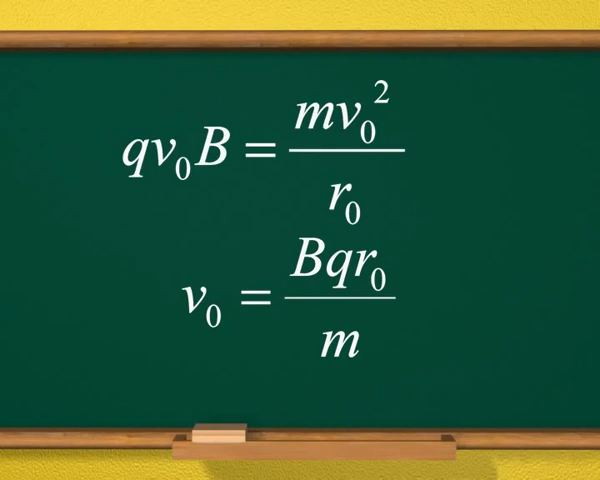 qv₀B = mv₀² / r₀
v₀ = Bqr₀ / m